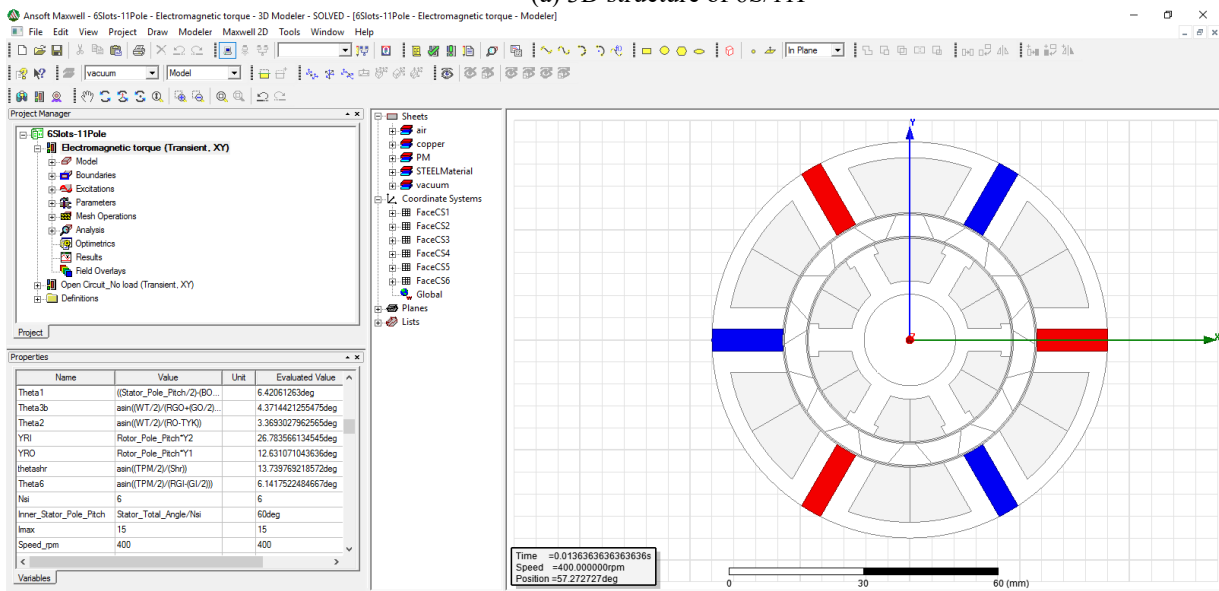 (a) 3D structure of 6S/11P
Ansoft Maxwell - 6Slots-11Pole - Electromagnetic torque - 3D Modeler - SOLVED - [6Slots-11Pole - Electromagnetic torque - Modeler]
File Edit View Project Draw Modeler Maxwell 2D Tools Window Help
In Plane
vacuum Model
Project Manager
6Slots-11Pole
Electromagnetic torque (Transient, XY)
Model
Boundaries
Excitations
Parameters
Mesh Operations
Analysis
Optimetrics
Results
Field Overlays
Open Circuit_No load (Transient, XY)
Definitions
Project
Sheets
air
copper
PM
STEELMaterial
vacuum
Coordinate Systems
FaceCS1
FaceCS2
FaceCS3
FaceCS4
FaceCS5
FaceCS6
Global
Planes
Lists
Properties
Name Value Unit Evaluated Value
Theta1 ((Stator_Pole_Pitch/2)-(BO... 6.42061263deg
Theta3b asin((WT/2)/(RGO+(GO/2)... 4.3714421255475deg
Theta2 asin((WT/2)/(RO-TYK)) 3.3693027962565deg
YRI Rotor_Pole_Pitch*Y2 26.783566134545deg
YRO Rotor_Pole_Pitch*Y1 12.631071043636deg
thetashr asin((TPM/2)/(Shr)) 13.739769218572deg
Theta6 asin((TPM/2)/(RGI-(GI/2))) 6.1417522484667deg
Nsi 6 6
Inner_Stator_Pole_Pitch Stator_Total_Angle/Nsi 60deg
Imax 15 15
Speed_rpm 400 400
Variables
Y
X
Time =0.0136363636363636s
Speed =400.000000rpm
Position =57.272727deg
0 30 60 (mm)